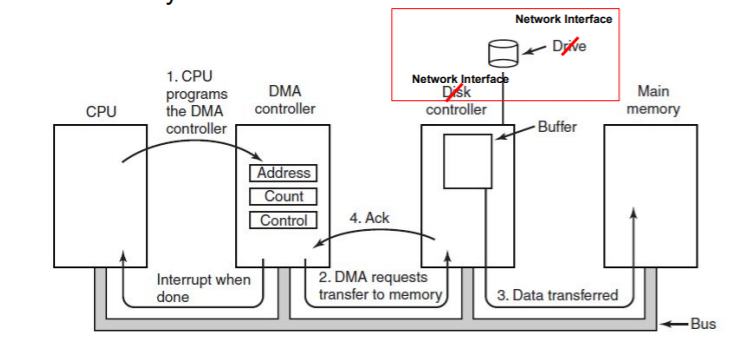 Network Interface
Drive
Network Interface
Disk
controller
1. CPU
programs
the DMA
controller
DMA
controller
CPU
Main
memory
Buffer
Address
Count
Control
4. Ack
Interrupt when
done
2. DMA requests
transfer to memory
3. Data transferred
Bus